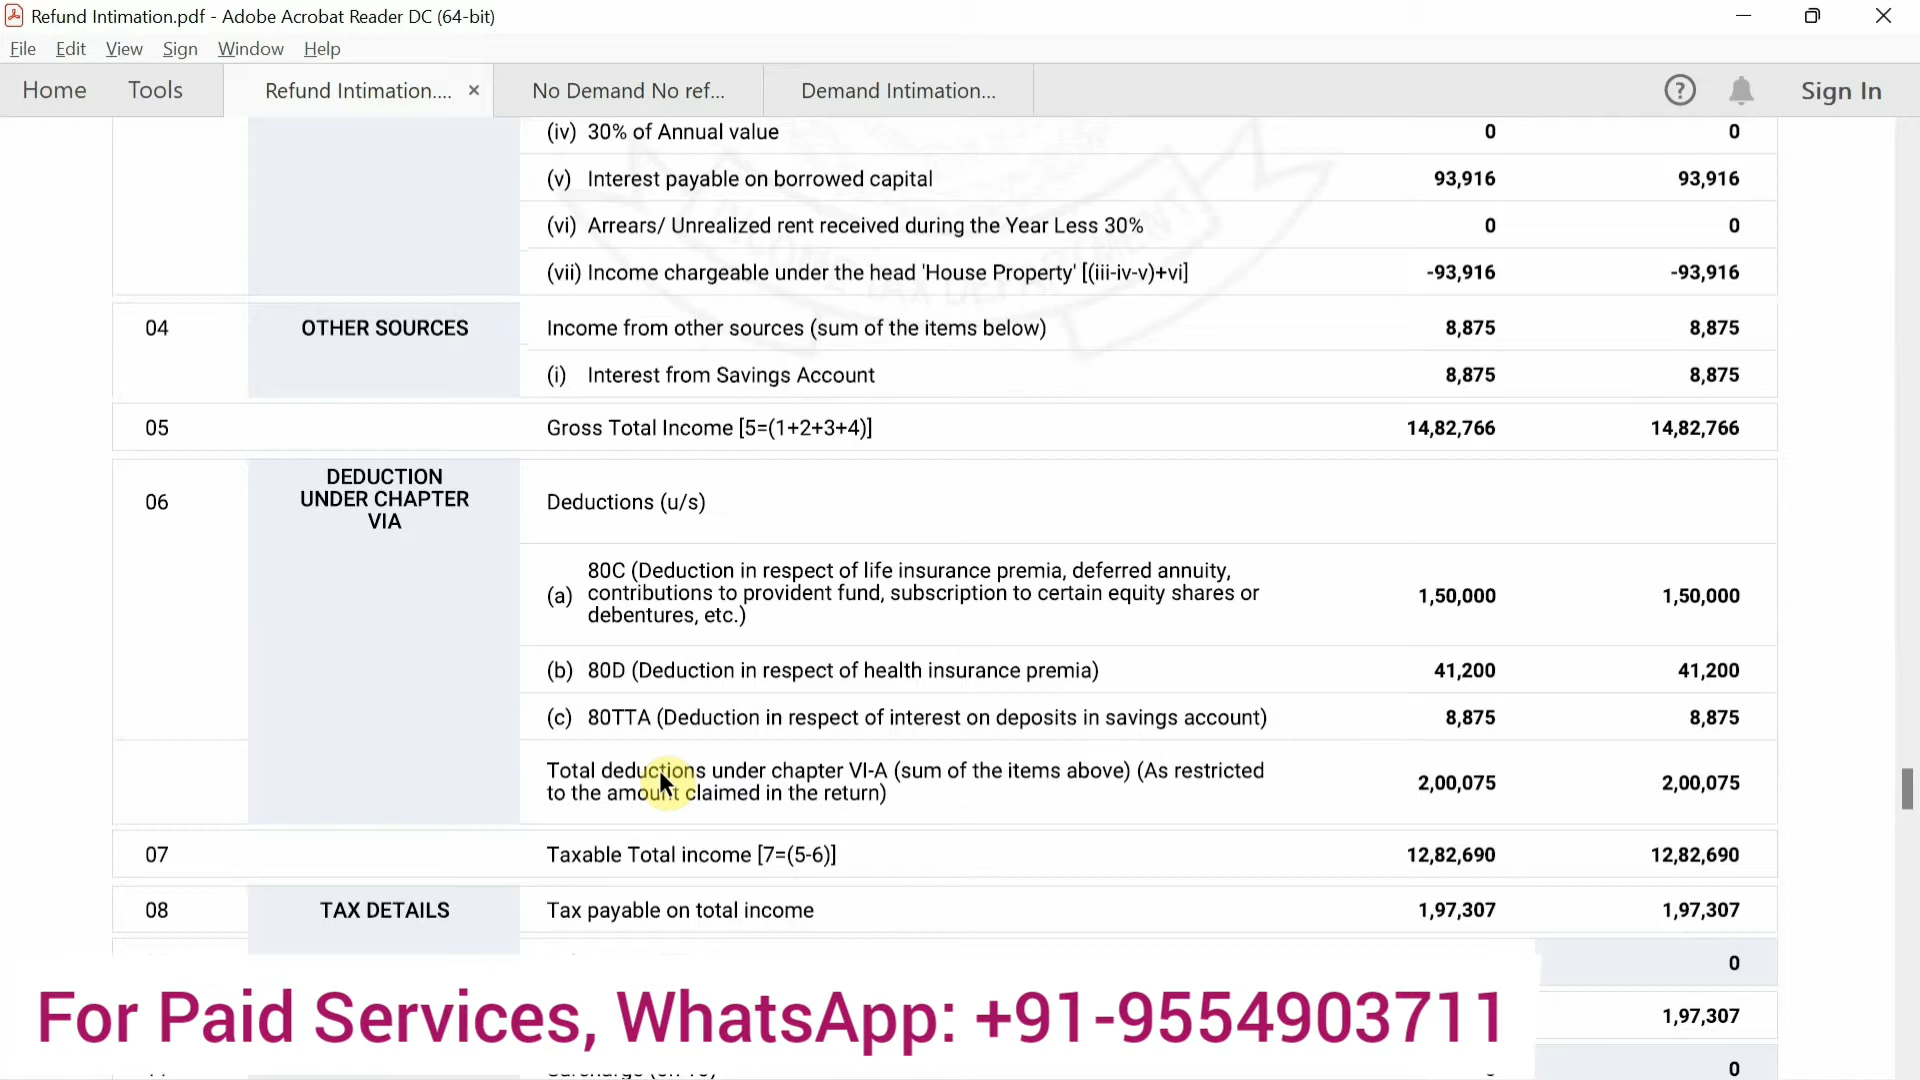 Refund Intimation.pdf - Adobe Acrobat Reader DC (64-bit)
File Edit View Sign Window Help
Home Tools Refund Intimation.... × No Demand No ref... Demand Intimation... ? Sign In
(iv) 30% of Annual value 0 0
(v) Interest payable on borrowed capital 93,916 93,916
(vi) Arrears/ Unrealized rent received during the Year Less 30% 0 0
(vii) Income chargeable under the head 'House Property' [(iii-iv-v)+vi] -93,916 -93,916
04 OTHER SOURCES Income from other sources (sum of the items below) 8,875 8,875
(i) Interest from Savings Account 8,875 8,875
05 Gross Total Income [5=(1+2+3+4)] 14,82,766 14,82,766
DEDUCTION
UNDER CHAPTER
VIA
06 Deductions (u/s)
(a) 80C (Deduction in respect of life insurance premia, deferred annuity,
contributions to provident fund, subscription to certain equity shares or
debentures, etc.) 1,50,000 1,50,000
(b) 80D (Deduction in respect of health insurance premia) 41,200 41,200
(c) 80TTA (Deduction in respect of interest on deposits in savings account) 8,875 8,875
Total deductions under chapter VI-A (sum of the items above) (As restricted
to the amount claimed in the return) 2,00,075 2,00,075
07 Taxable Total income [7=(5-6)] 12,82,690 12,82,690
08 TAX DETAILS Tax payable on total income 1,97,307 1,97,307
0
For Paid Services, WhatsApp: +91-9554903711
1,97,307
0
INCOME TAX DEPARTMENT